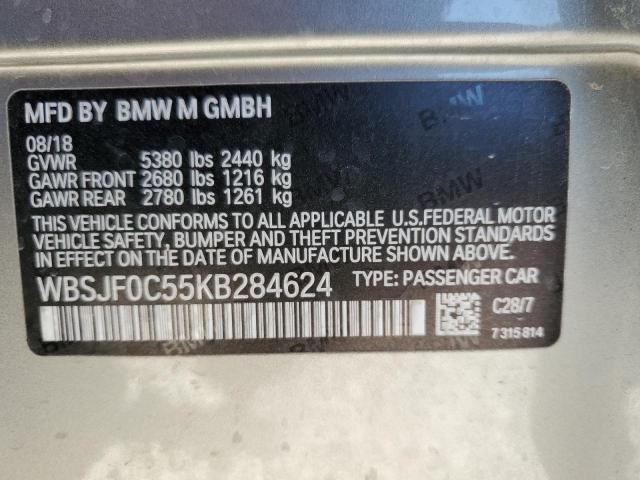 MFD BY BMW M GMBH
08/18
GVWR 5380 lbs 2440 kg
GAWR FRONT 2680 lbs 1216 kg
GAWR REAR 2780 lbs 1261 kg
THIS VEHICLE CONFORMS TO ALL APPLICABLE U.S.FEDERAL MOTOR
VEHICLE SAFETY, BUMPER AND THEFT PREVENTION STANDARDS
IN EFFECT ON THE DATE OF MANUFACTURE SHOWN ABOVE
WBSJF0C55KB284624 TYPE: PASSENGER CAR
C28/7
7 315 814